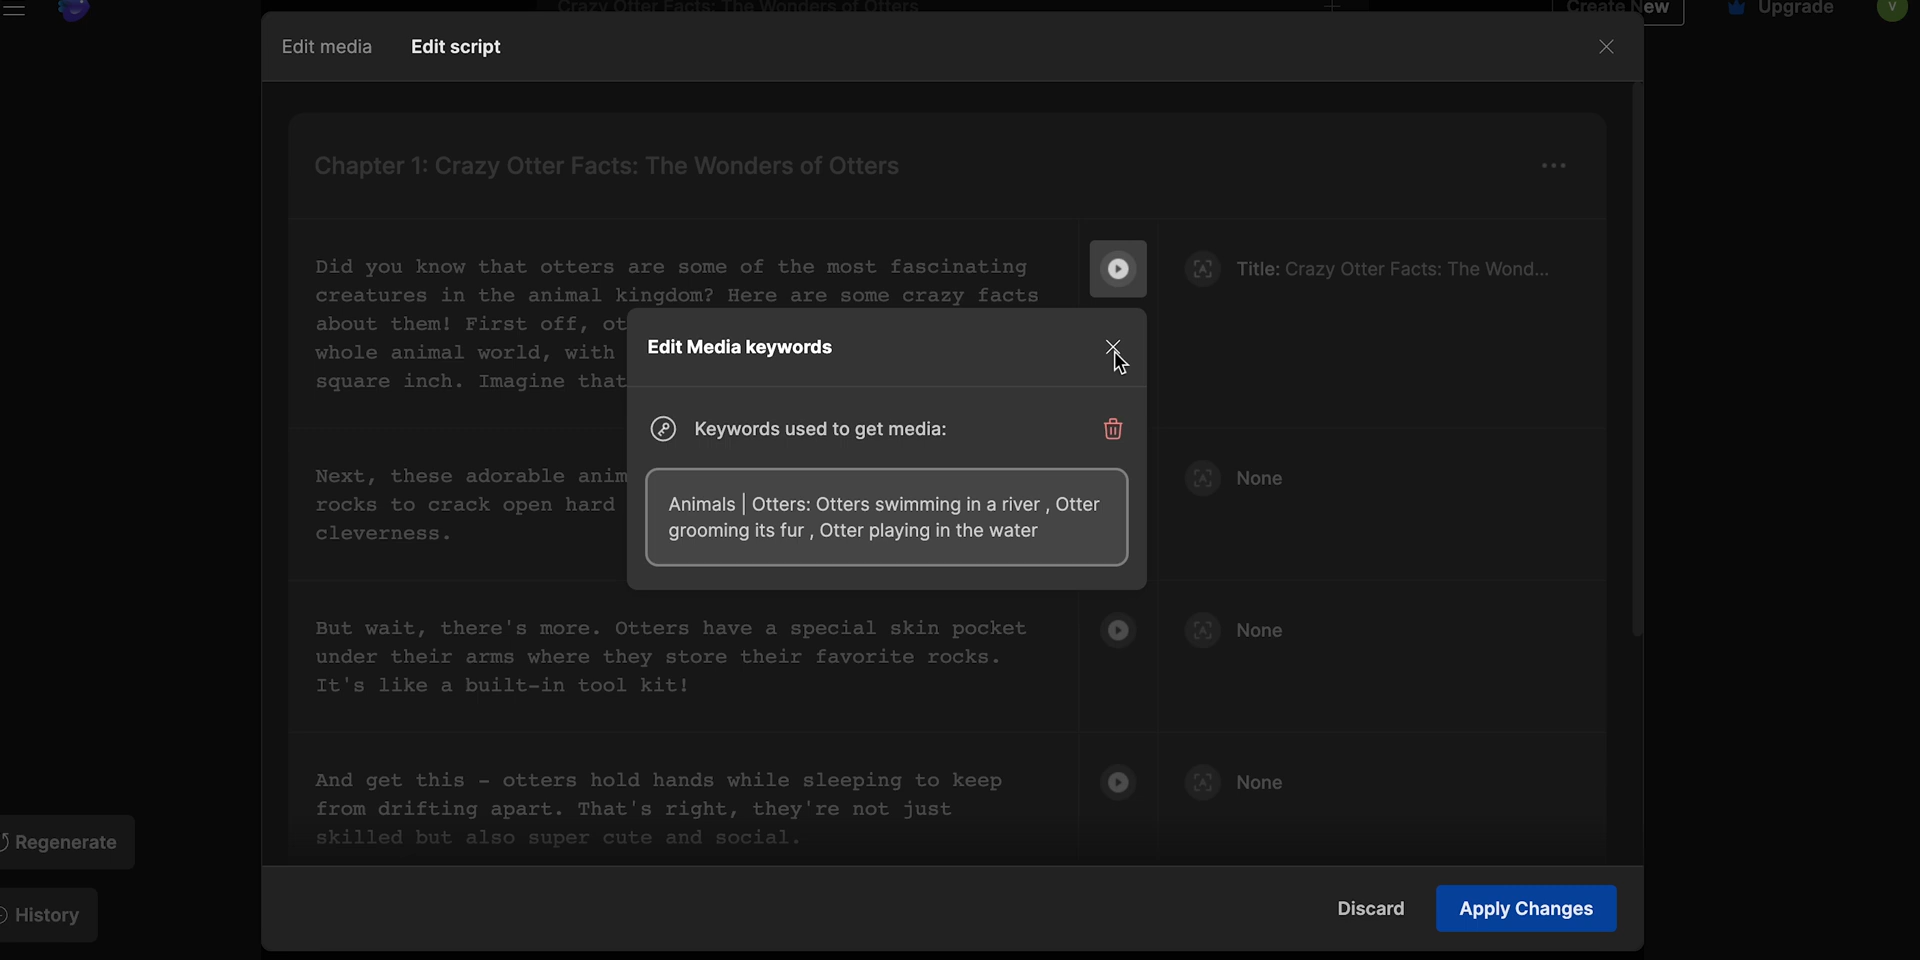 Crazy Otter Facts: The Wonders of Otters
Create New
Upgrade
V
Edit media
Edit script
Chapter 1: Crazy Otter Facts: The Wonders of Otters
Did you know that otters are some of the most fascinating
creatures in the animal kingdom? Here are some crazy facts
about them! First off, ot
whole animal world, with
square inch. Imagine that
Title: Crazy Otter Facts: The Wond...
Edit Media keywords
Keywords used to get media:
Animals | Otters: Otters swimming in a river , Otter
grooming its fur , Otter playing in the water
Next, these adorable anim
rocks to crack open hard
cleverness.
None
But wait, there's more. Otters have a special skin pocket
under their arms where they store their favorite rocks.
It's like a built-in tool kit!
None
And get this - otters hold hands while sleeping to keep
from drifting apart. That's right, they're not just
skilled but also super cute and social.
None
Regenerate
History
Discard
Apply Changes